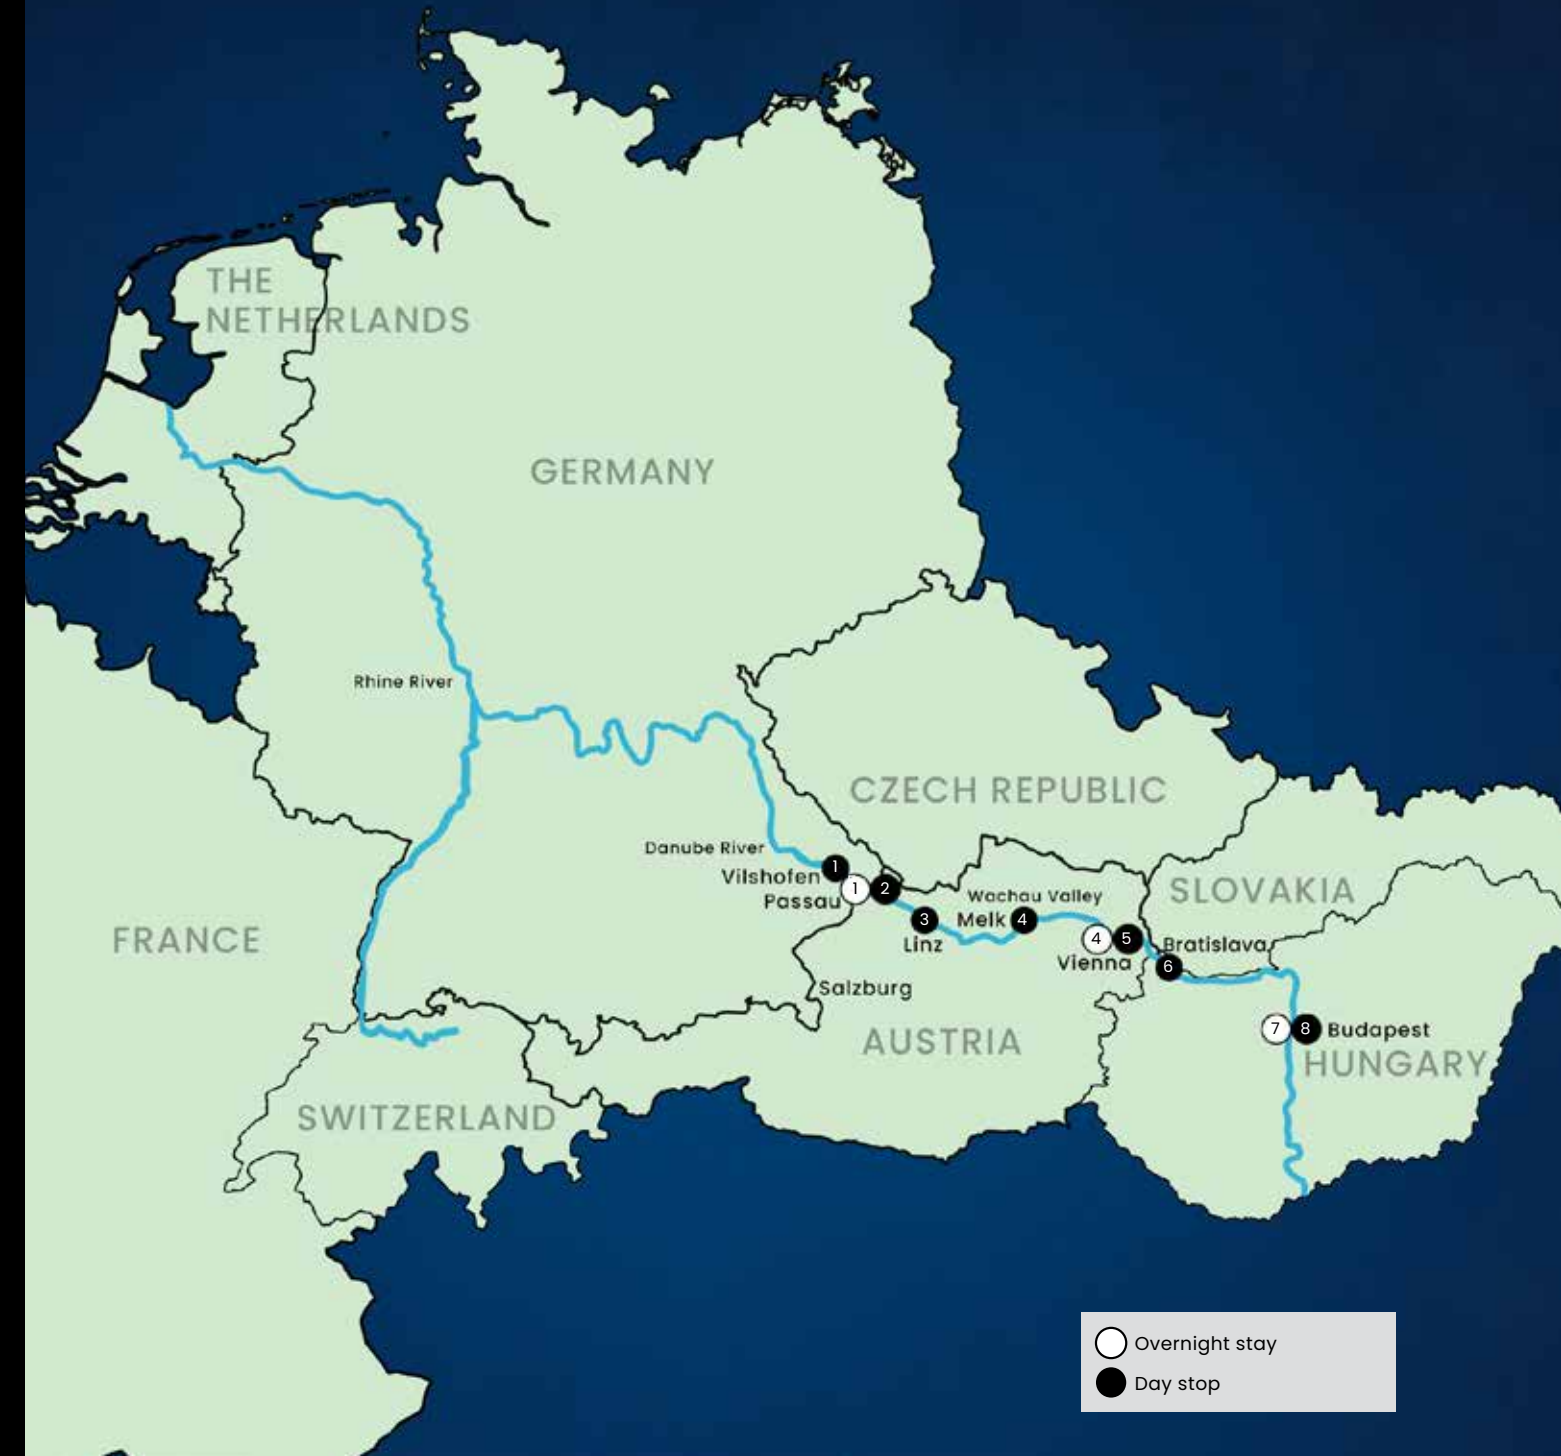 THE
NETHERLANDS
GERMANY
Rhine River
CZECH REPUBLIC
Danube River
1
Vilshofen
1
2
Passau
Wachau Valley
SLOVAKIA
3
Melk
4
Linz
4
5
Vienna
Bratislava
6
FRANCE
Salzburg
7
8
Budapest
AUSTRIA
HUNGARY
SWITZERLAND
Overnight stay
Day stop